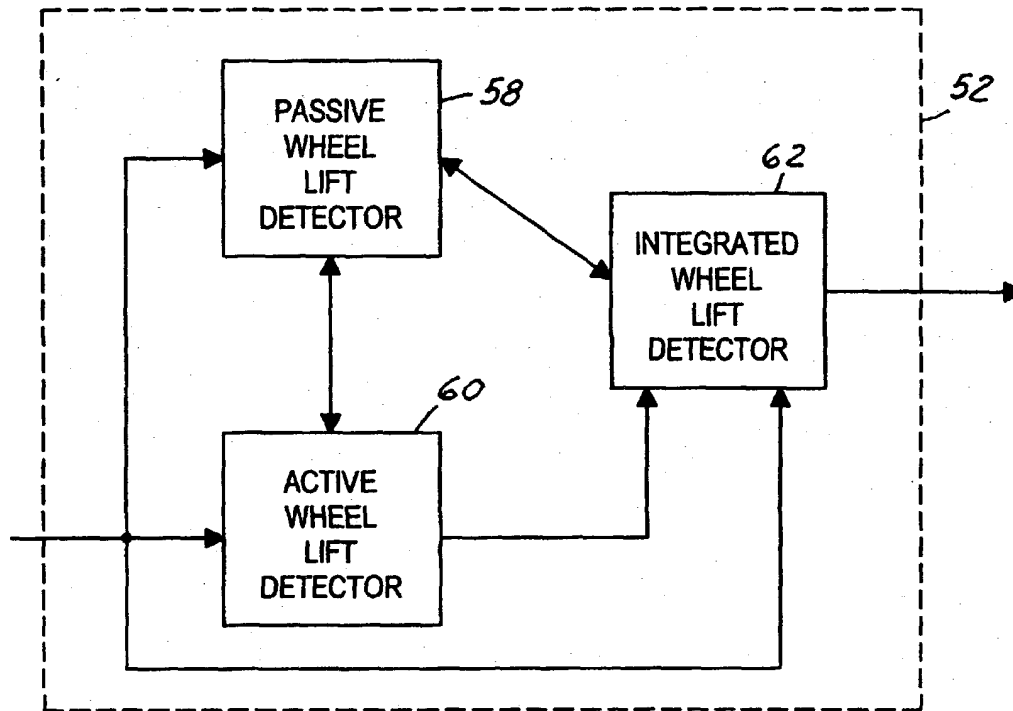 PASSIVE
WHEEL
LIFT
DETECTOR
58
52
62
INTEGRATED
WHEEL
LIFT
DETECTOR
60
ACTIVE
WHEEL
LIFT
DETECTOR